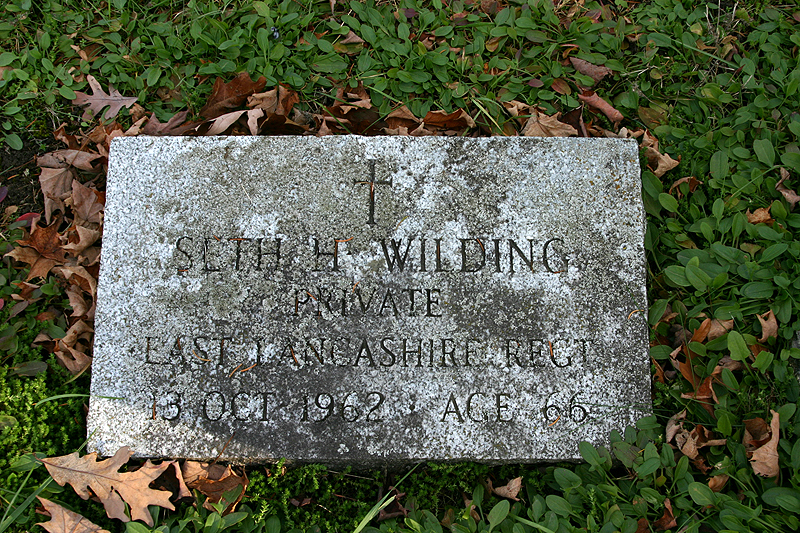 SETH H WILDING
PRIVATE
EAST LANCASHIRE REGT
13 OCT 1962 AGE 66